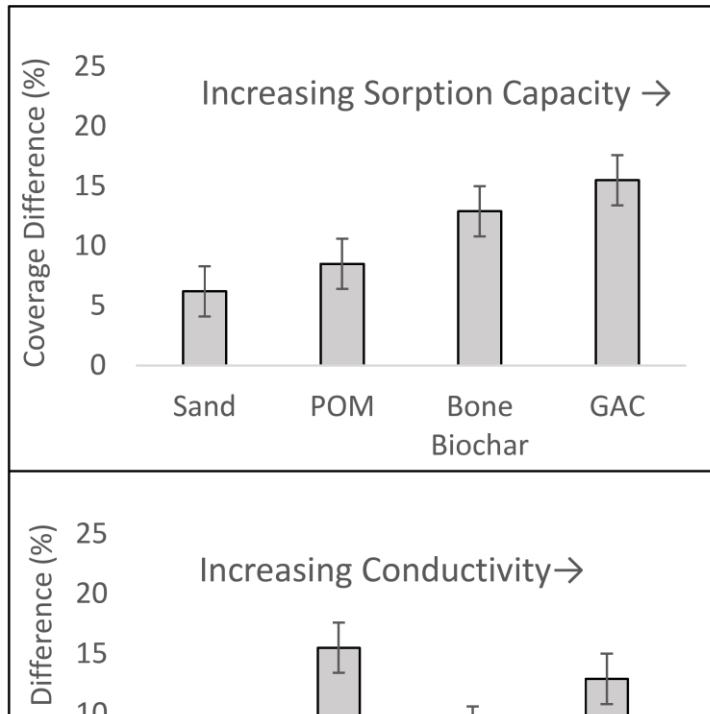 Coverage Difference (%)
25
20
15
10
5
0
Increasing Sorption Capacity →
Sand
POM
Bone
Biochar
GAC
Difference (%)
25
20
15
10
Increasing Conductivity→